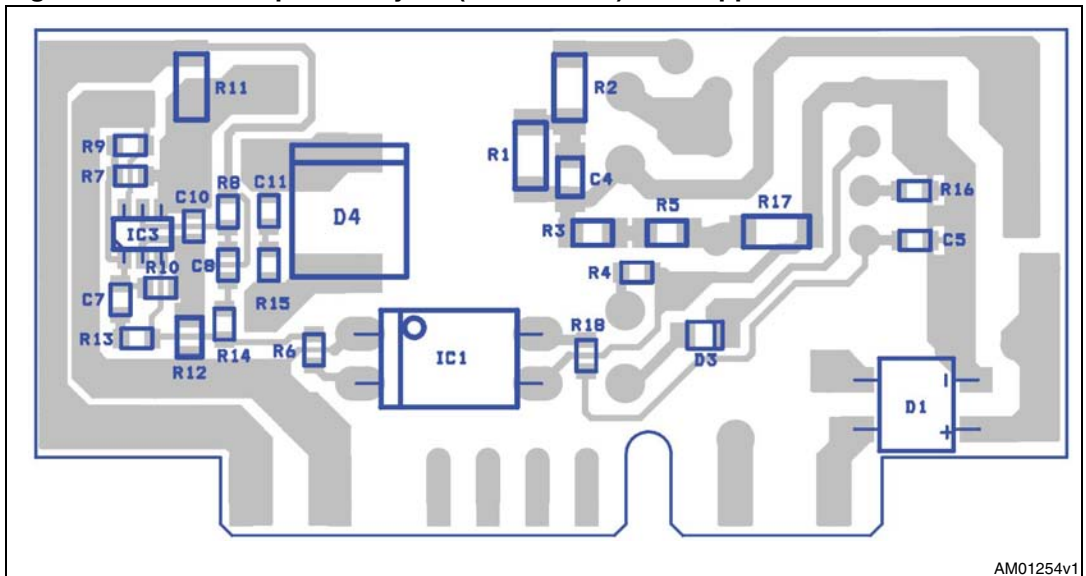 R11
R2
R9
R1
R7
R8
C11
C4
R16
C10
R17
D4
R3
R5
IC3
C5
R10
C8
R4
C7
R15
R18
R13
R14
R6
IC1
D3
R12
D1
+
AM01254v1